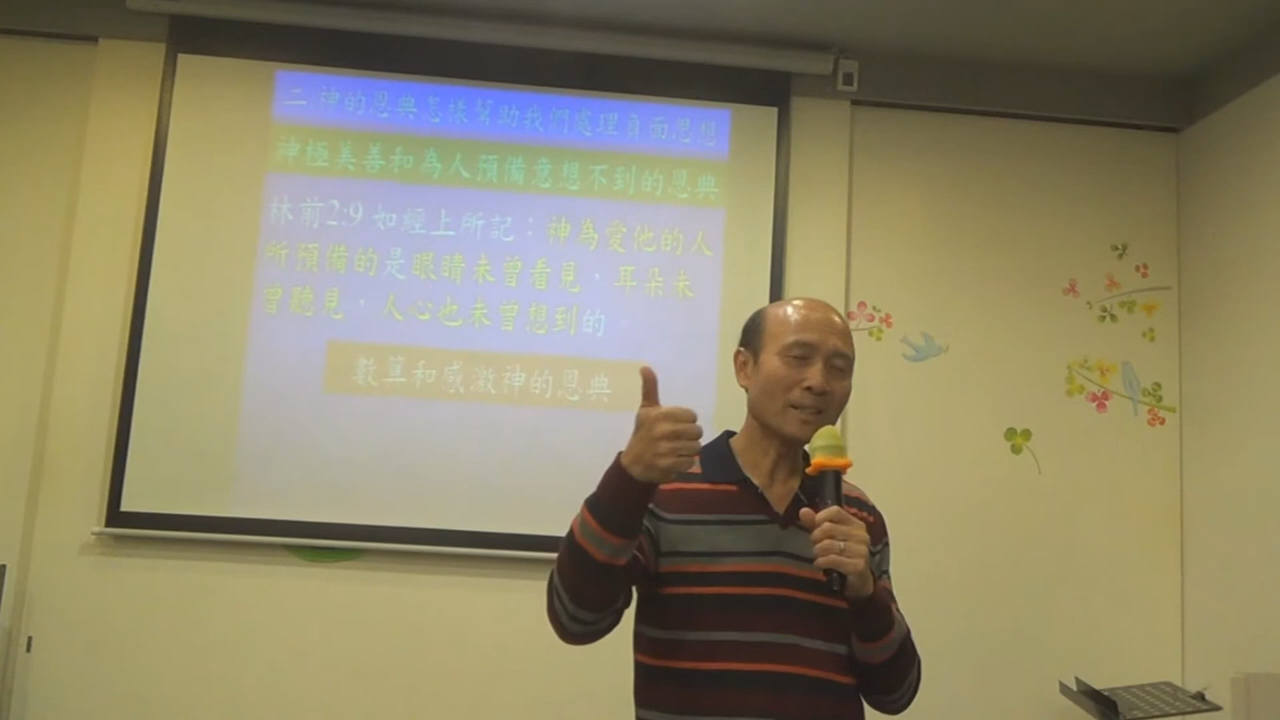 二 神的恩典怎樣幫助我們處理負面思想
神極美善和為人預備意想不到的恩典
林前2:9 如經上所記：神為愛他的人
所預備的是眼睛未曾看見，耳朵未
曾聽見，人心也未曾想到的。
數算和感激神的恩典